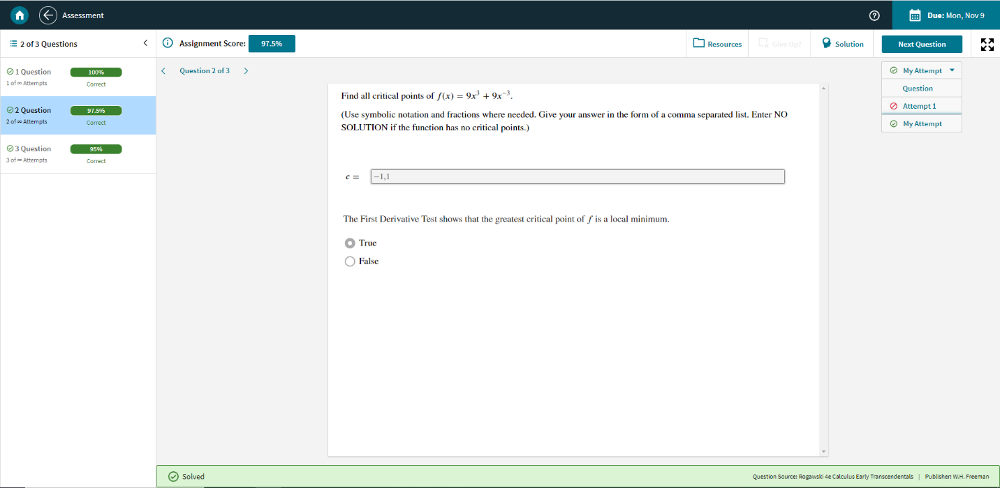 Assessment
Due: Mon, Nov 9
2 of 3 Questions
Assignment Score: 97.5%
Resources
Give Up?
Solution
Next Question
1 Question 100%
1 of ∞ Attempts Correct
2 Question 97.5%
2 of ∞ Attempts Correct
3 Question 95%
3 of ∞ Attempts Correct
Question 2 of 3
My Attempt
Question
Attempt 1
My Attempt
Find all critical points of f(x) = 9x³ + 9x⁻³.
(Use symbolic notation and fractions where needed. Give your answer in the form of a comma separated list. Enter NO
SOLUTION if the function has no critical points.)
c = −1,1
The First Derivative Test shows that the greatest critical point of f is a local minimum.
True
False
Solved
Question Source: Rogawski 4e Calculus Early Transcendentals | Publisher: W.H. Freeman